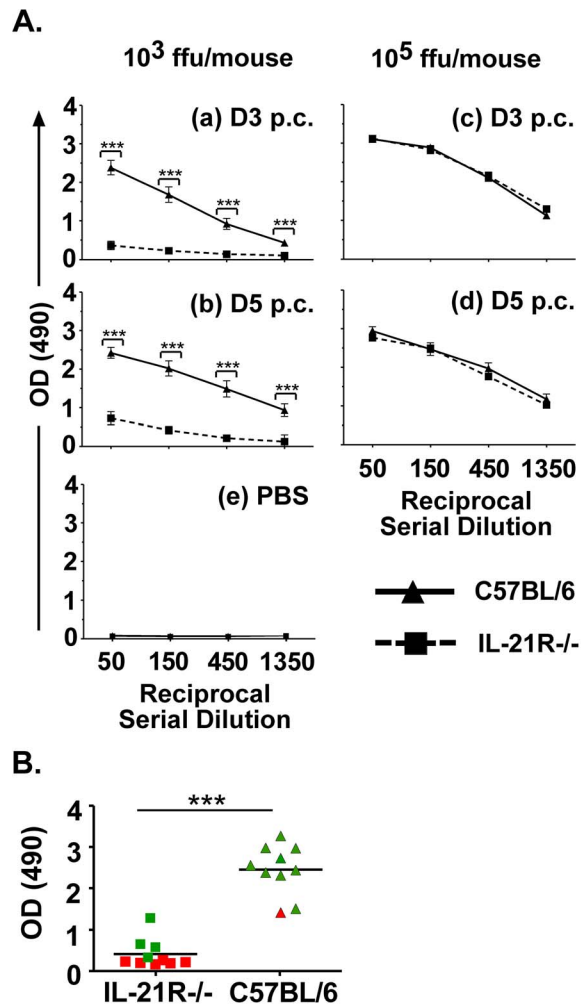 A.
10³ ffu/mouse
10⁵ ffu/mouse
OD (490)
4
3
2
1
0
(a) D3 p.c.
***
***
***
***
(c) D3 p.c.
4
3
2
1
0
(b) D5 p.c.
***
***
***
***
(d) D5 p.c.
50 150 450 1350
Reciprocal
Serial Dilution
4
3
2
1
0
(e) PBS
50 150 450 1350
Reciprocal
Serial Dilution
C57BL/6
IL-21R-/-
B.
OD (490)
4
3
2
1
0
***
IL-21R-/- C57BL/6